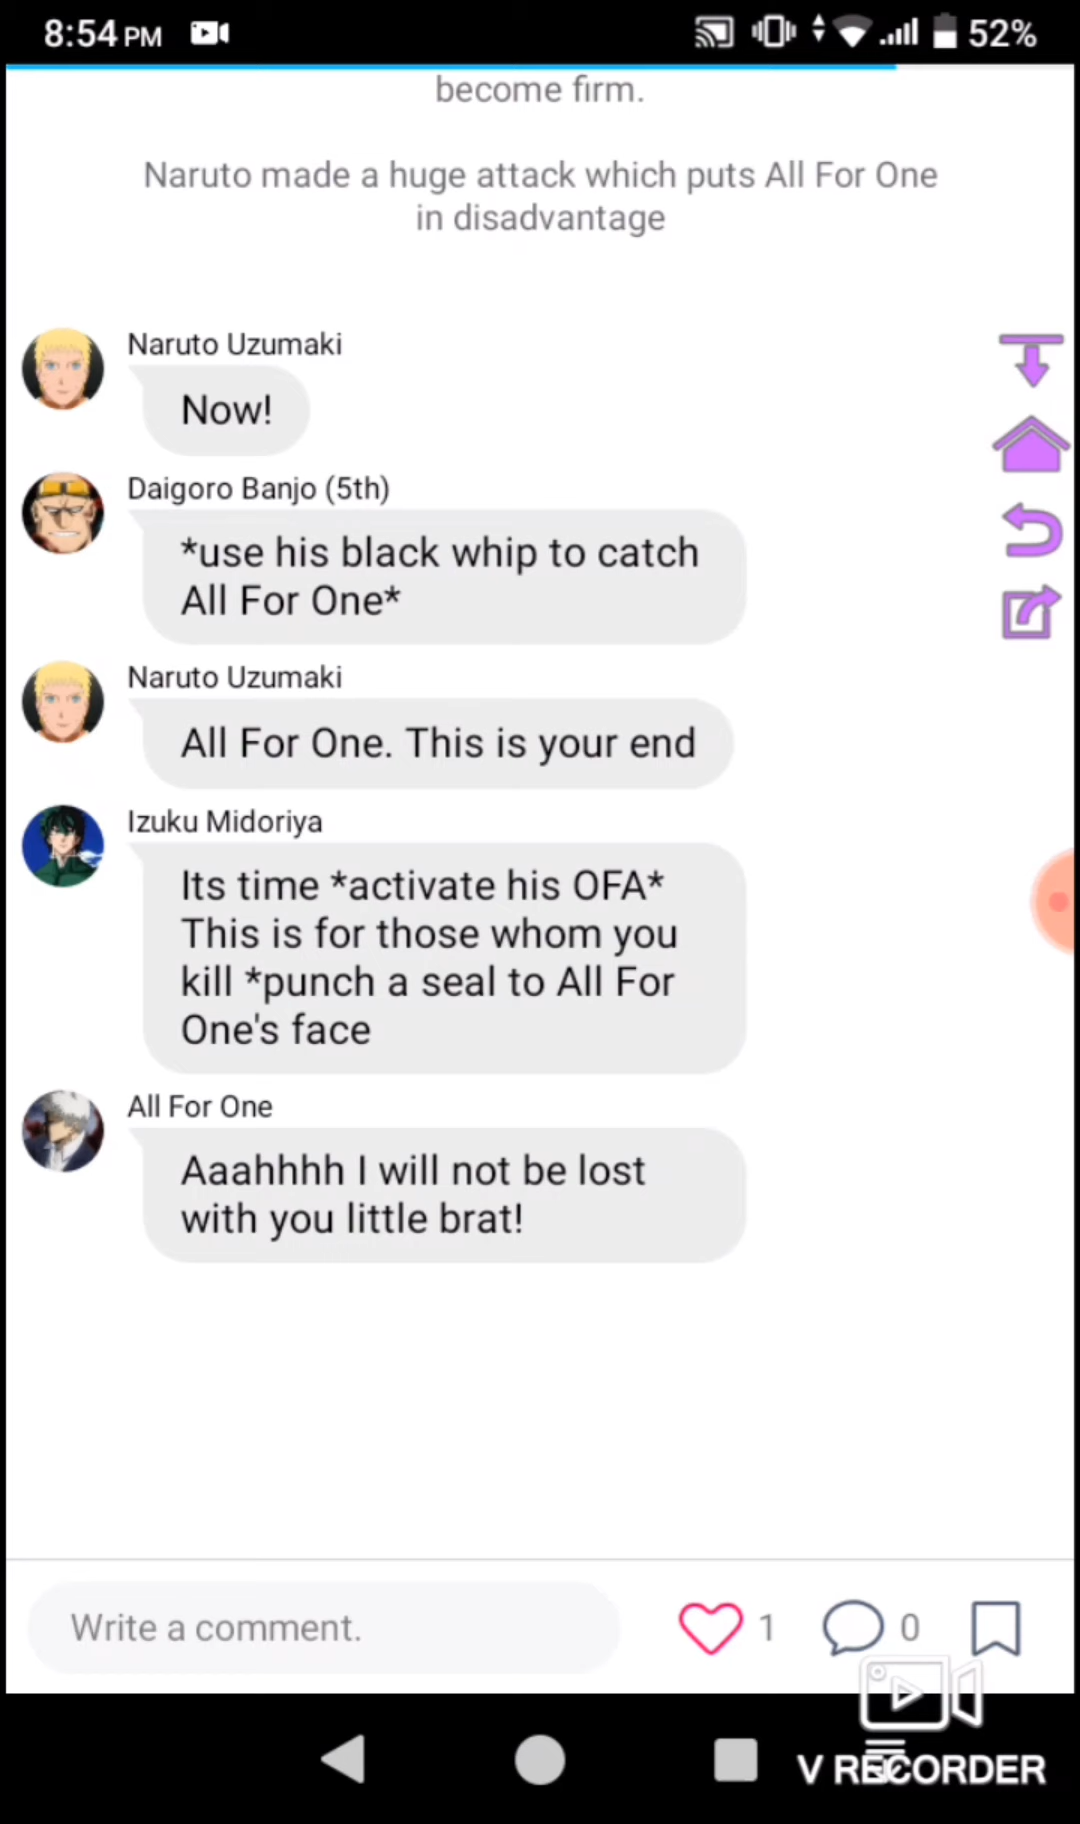 8:54 PM
52%
become firm.
Naruto made a huge attack which puts All For One
in disadvantage
Naruto Uzumaki
Now!
Daigoro Banjo (5th)
*use his black whip to catch
All For One*
Naruto Uzumaki
All For One. This is your end
Izuku Midoriya
Its time *activate his OFA*
This is for those whom you
kill *punch a seal to All For
One's face
All For One
Aaahhhh I will not be lost
with you little brat!
Write a comment.
1
0
V RECORDER